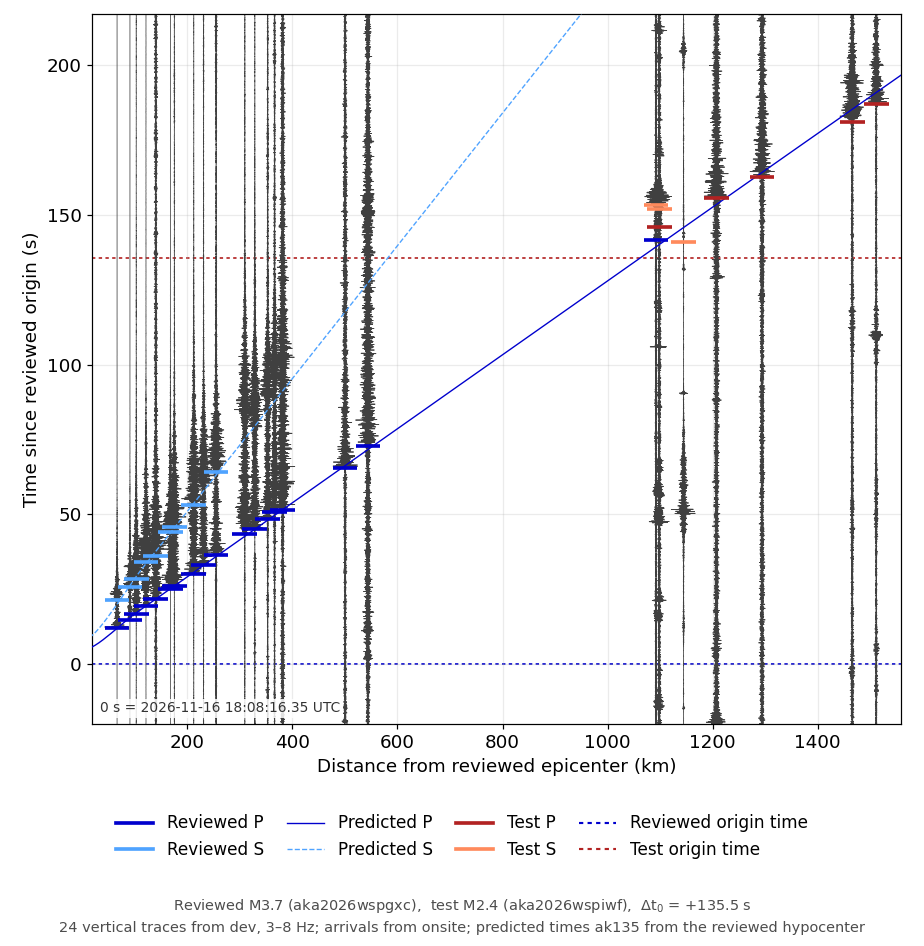 200
150
100
50
0
Time since reviewed origin (s)
0 s = 2026-11-16 18:08:16.35 UTC
200 400 600 800 1000 1200 1400
Distance from reviewed epicenter (km)
Reviewed P Predicted P Test P Reviewed origin time
Reviewed S Predicted S Test S Test origin time
Reviewed M3.7 (aka2026wspgxc), test M2.4 (aka2026wspiwf), Δt₀ = +135.5 s
24 vertical traces from dev, 3–8 Hz; arrivals from onsite; predicted times ak135 from the reviewed hypocenter